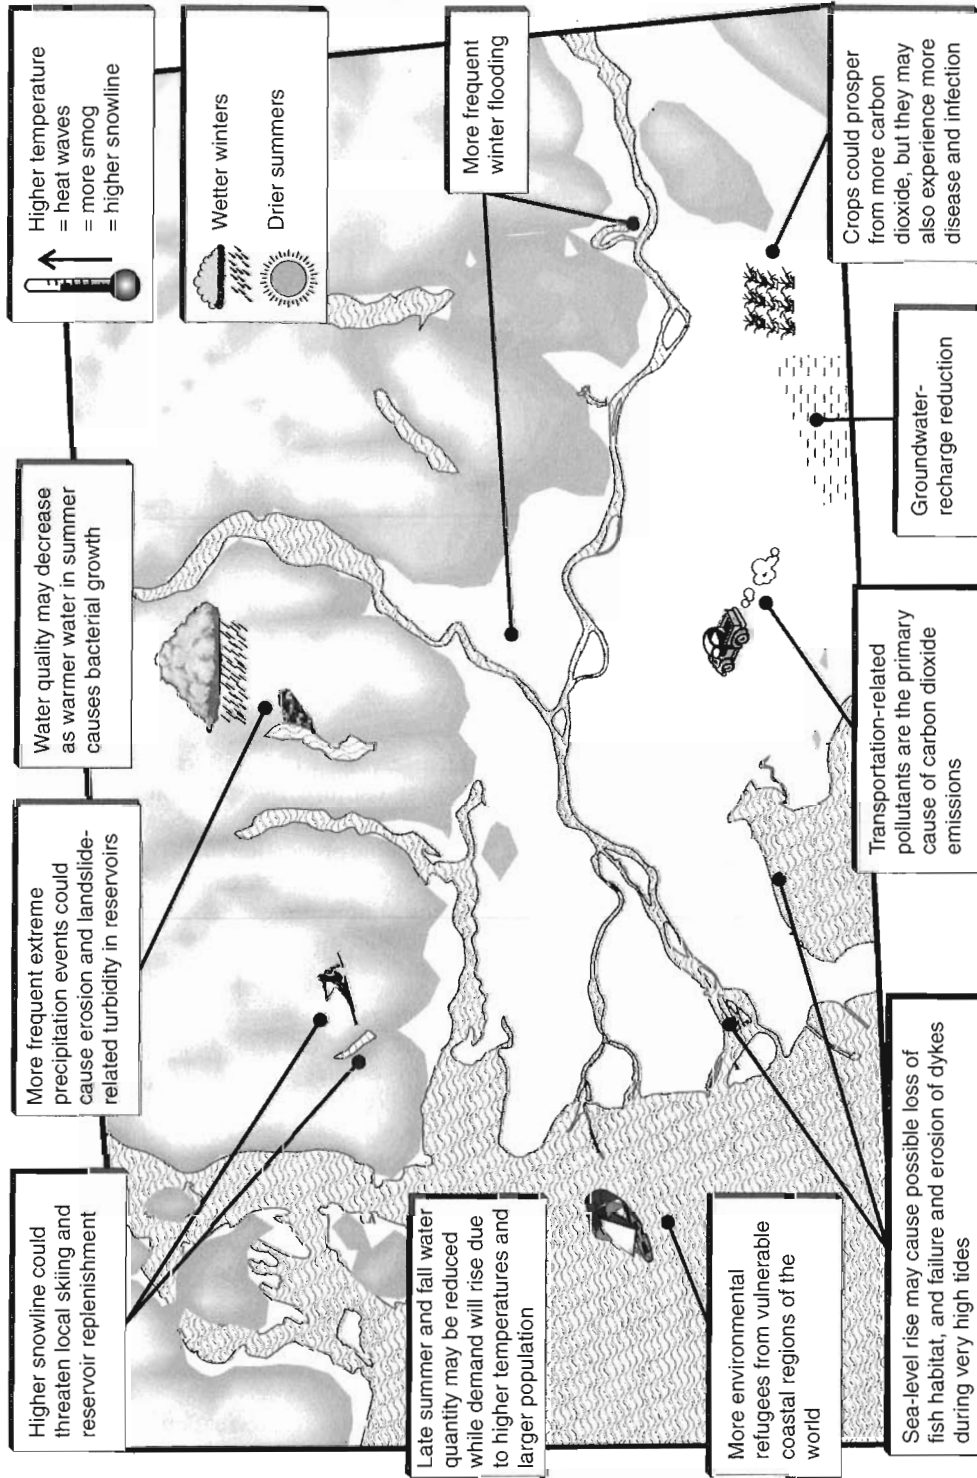 Higher snowline could
threaten local skiing and
reservoir replenishment
More frequent extreme
precipitation events could
cause erosion and landslide-
related turbidity in reservoirs
Water quality may decrease
as warmer water in summer
causes bacterial growth
Higher temperature
= heat waves
= more smog
= higher snowline
Wetter winters
Drier summers
More frequent
winter flooding
Late summer and fall water
quantity may be reduced
while demand will rise due
to higher temperatures and
larger population
More environmental
refugees from vulnerable
coastal regions of the
world
Sea-level rise may cause possible loss of
fish habitat, and failure and erosion of dykes
during very high tides
Transportation-related
pollutants are the primary
cause of carbon dioxide
emissions
Groundwater-
recharge reduction
Crops could prosper
from more carbon
dioxide, but they may
also experience more
disease and infection